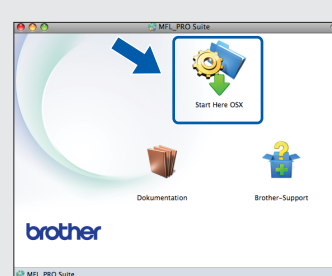 MFL_PRO Suite
Start Here OSX
Dokumentation
Brother-Support
brother
MFL_PRO Suite